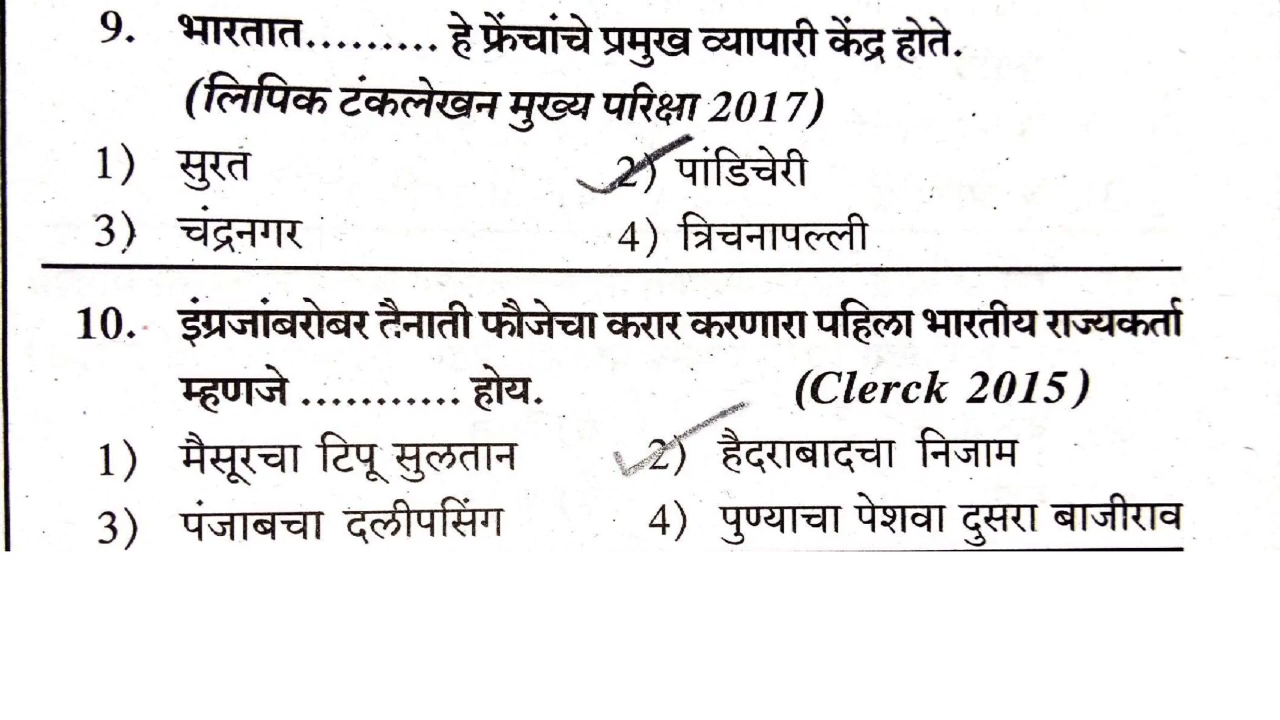 9. भारतात......... हे फ्रेंचांचे प्रमुख व्यापारी केंद्र होते.
(लिपिक टंकलेखन मुख्य परिक्षा 2017)
1) सुरत 2) पांडिचेरी
3) चंद्रनगर 4) त्रिचनापल्ली
10. इंग्रजांबरोबर तैनाती फौजेचा करार करणारा पहिला भारतीय राज्यकर्ता
म्हणजे ........... होय. (Clerck 2015)
1) मैसूरचा टिपू सुलतान 2) हैदराबादचा निजाम
3) पंजाबचा दलीपसिंग 4) पुण्याचा पेशवा दुसरा बाजीराव